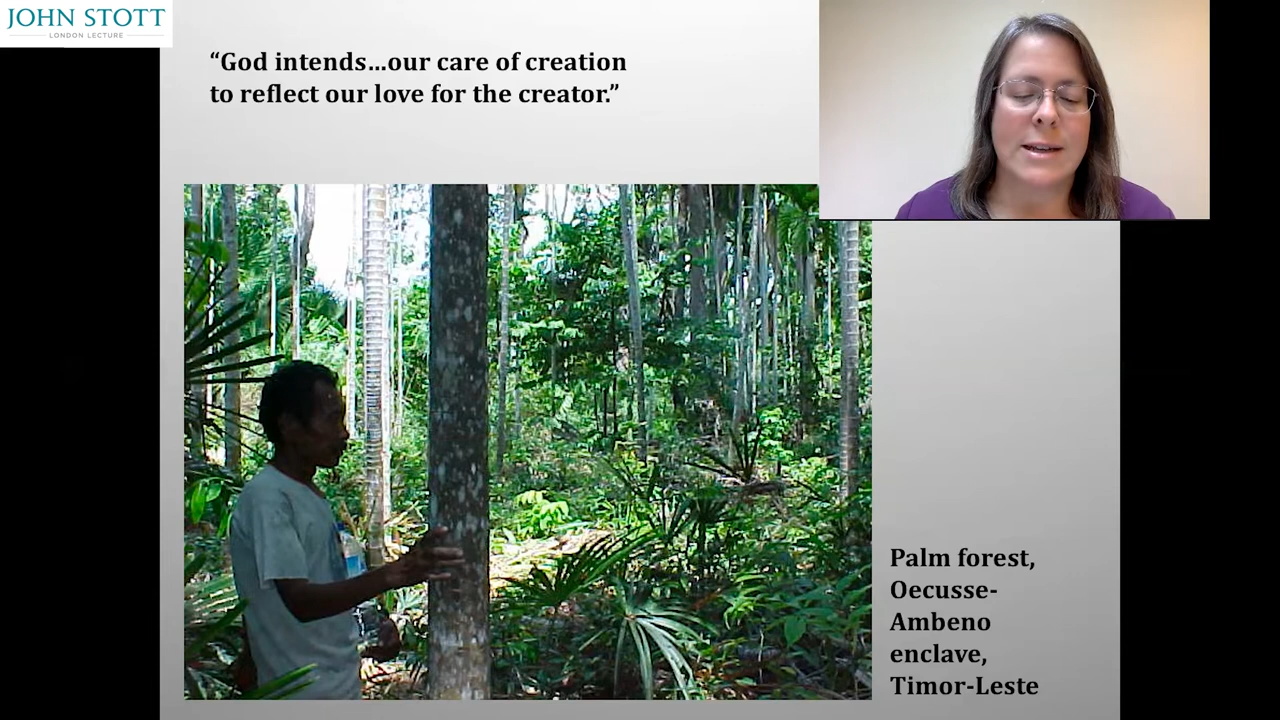 JOHN STOTT
LONDON LECTURE
“God intends...our care of creation
to reflect our love for the creator.”
Palm forest,
Oecusse-
Ambeno
enclave,
Timor-Leste